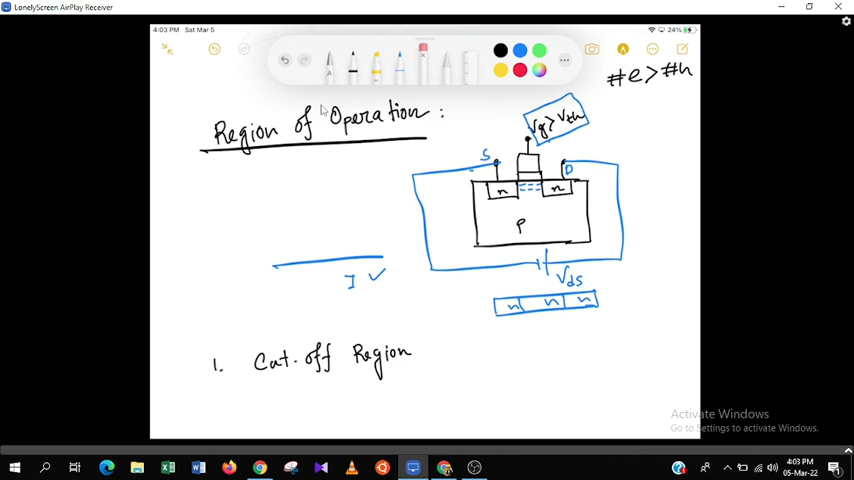 LonelyScreen AirPlay Receiver
4:03 PM Sat Mar 5
24%
A
#e > #h
Region of Operation :
Vg > Vth
S
D
n
n
P
I ✓
Vds
n n n
1. Cut-off Region
Activate Windows
Go to Settings to activate Windows.
4:03 PM
05-Mar-22